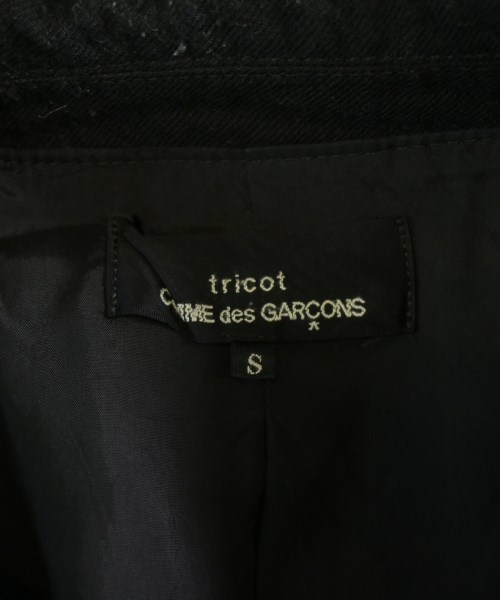 tricot
COMME des GARÇONS
*
S